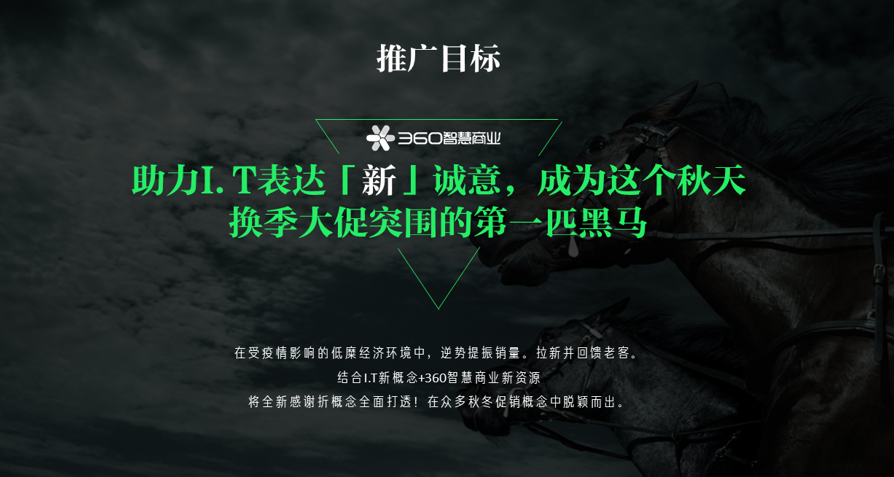 推广目标
360智慧商业
助力I.T表达「新」诚意，成为这个秋天
换季大促突围的第一匹黑马
在受疫情影响的低糜经济环境中，逆势提振销量。拉新并回馈老客。
结合I.T新概念+360智慧商业新资源
将全新感谢折概念全面打透！在众多秋冬促销概念中脱颖而出。